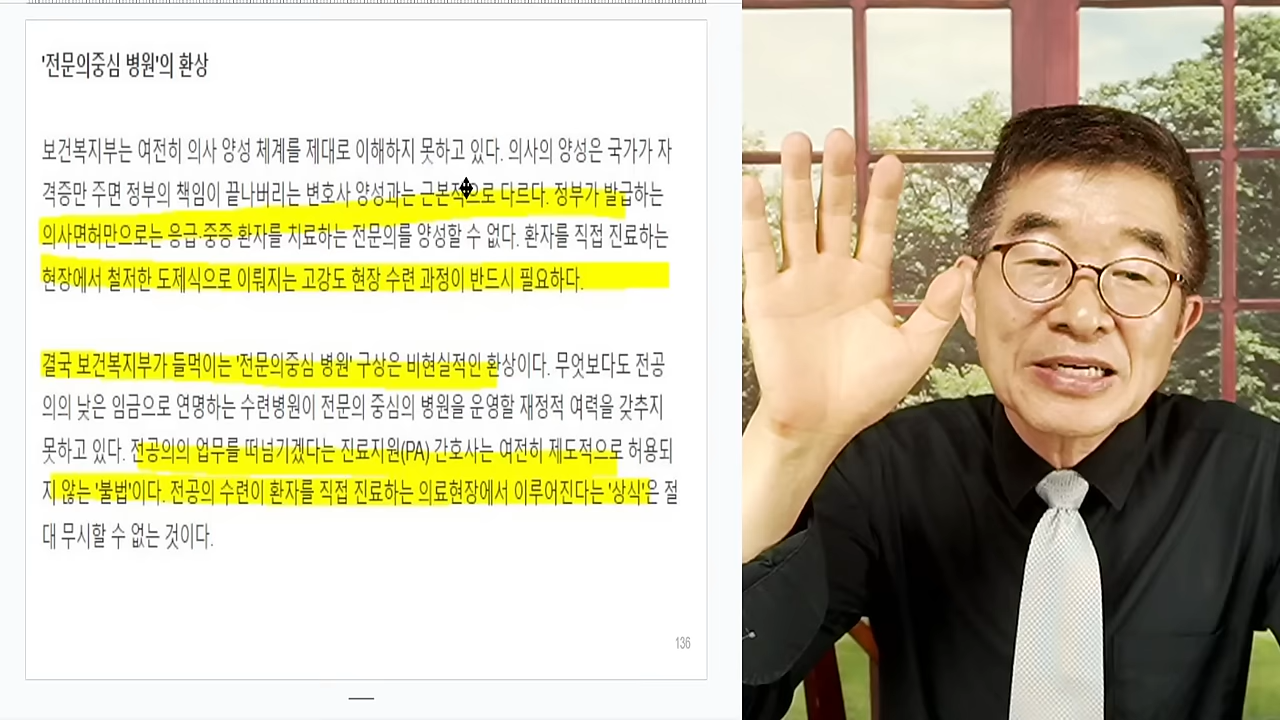 '전문의중심 병원'의 환상
보건복지부는 여전히 의사 양성 체계를 제대로 이해하지 못하고 있다. 의사의 양성은 국가가 자
격증만 주면 정부의 책임이 끝나버리는 변호사 양성과는 근본적으로 다르다. 정부가 발급하는
의사면허만으로는 응급·중증 환자를 치료하는 전문의를 양성할 수 없다. 환자를 직접 진료하는
현장에서 철저한 도제식으로 이뤄지는 고강도 현장 수련 과정이 반드시 필요하다.
결국 보건복지부가 들먹이는 '전문의중심 병원' 구상은 비현실적인 환상이다. 무엇보다도 전공
의의 낮은 임금으로 연명하는 수련병원이 전문의 중심의 병원을 운영할 재정적 여력을 갖추지
못하고 있다. 전공의의 업무를 떠넘기겠다는 진료지원(PA) 간호사는 여전히 제도적으로 허용되
지 않는 '불법'이다. 전공의 수련이 환자를 직접 진료하는 의료현장에서 이루어진다는 '상식'은 절
대 무시할 수 없는 것이다.
136